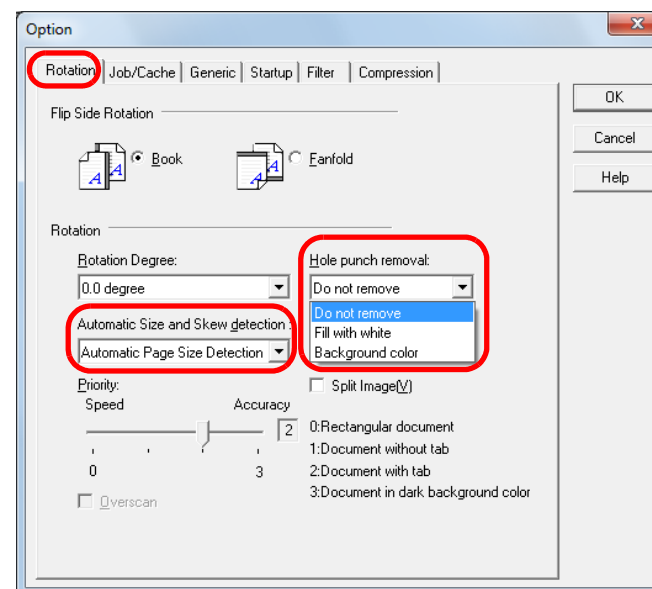 Option
x
Rotation Job/Cache Generic Startup Filter Compression
OK
Cancel
Help
Flip Side Rotation
A A Book A A Fanfold
Rotation
Rotation Degree:
0.0 degree
Hole punch removal:
Do not remove
Do not remove
Fill with white
Background color
Automatic Size and Skew detection :
Automatic Page Size Detection
Priority:
Speed Accuracy
2
0 3
Overscan
Split Image(V)
0:Rectangular document
1:Document without tab
2:Document with tab
3:Document in dark background color